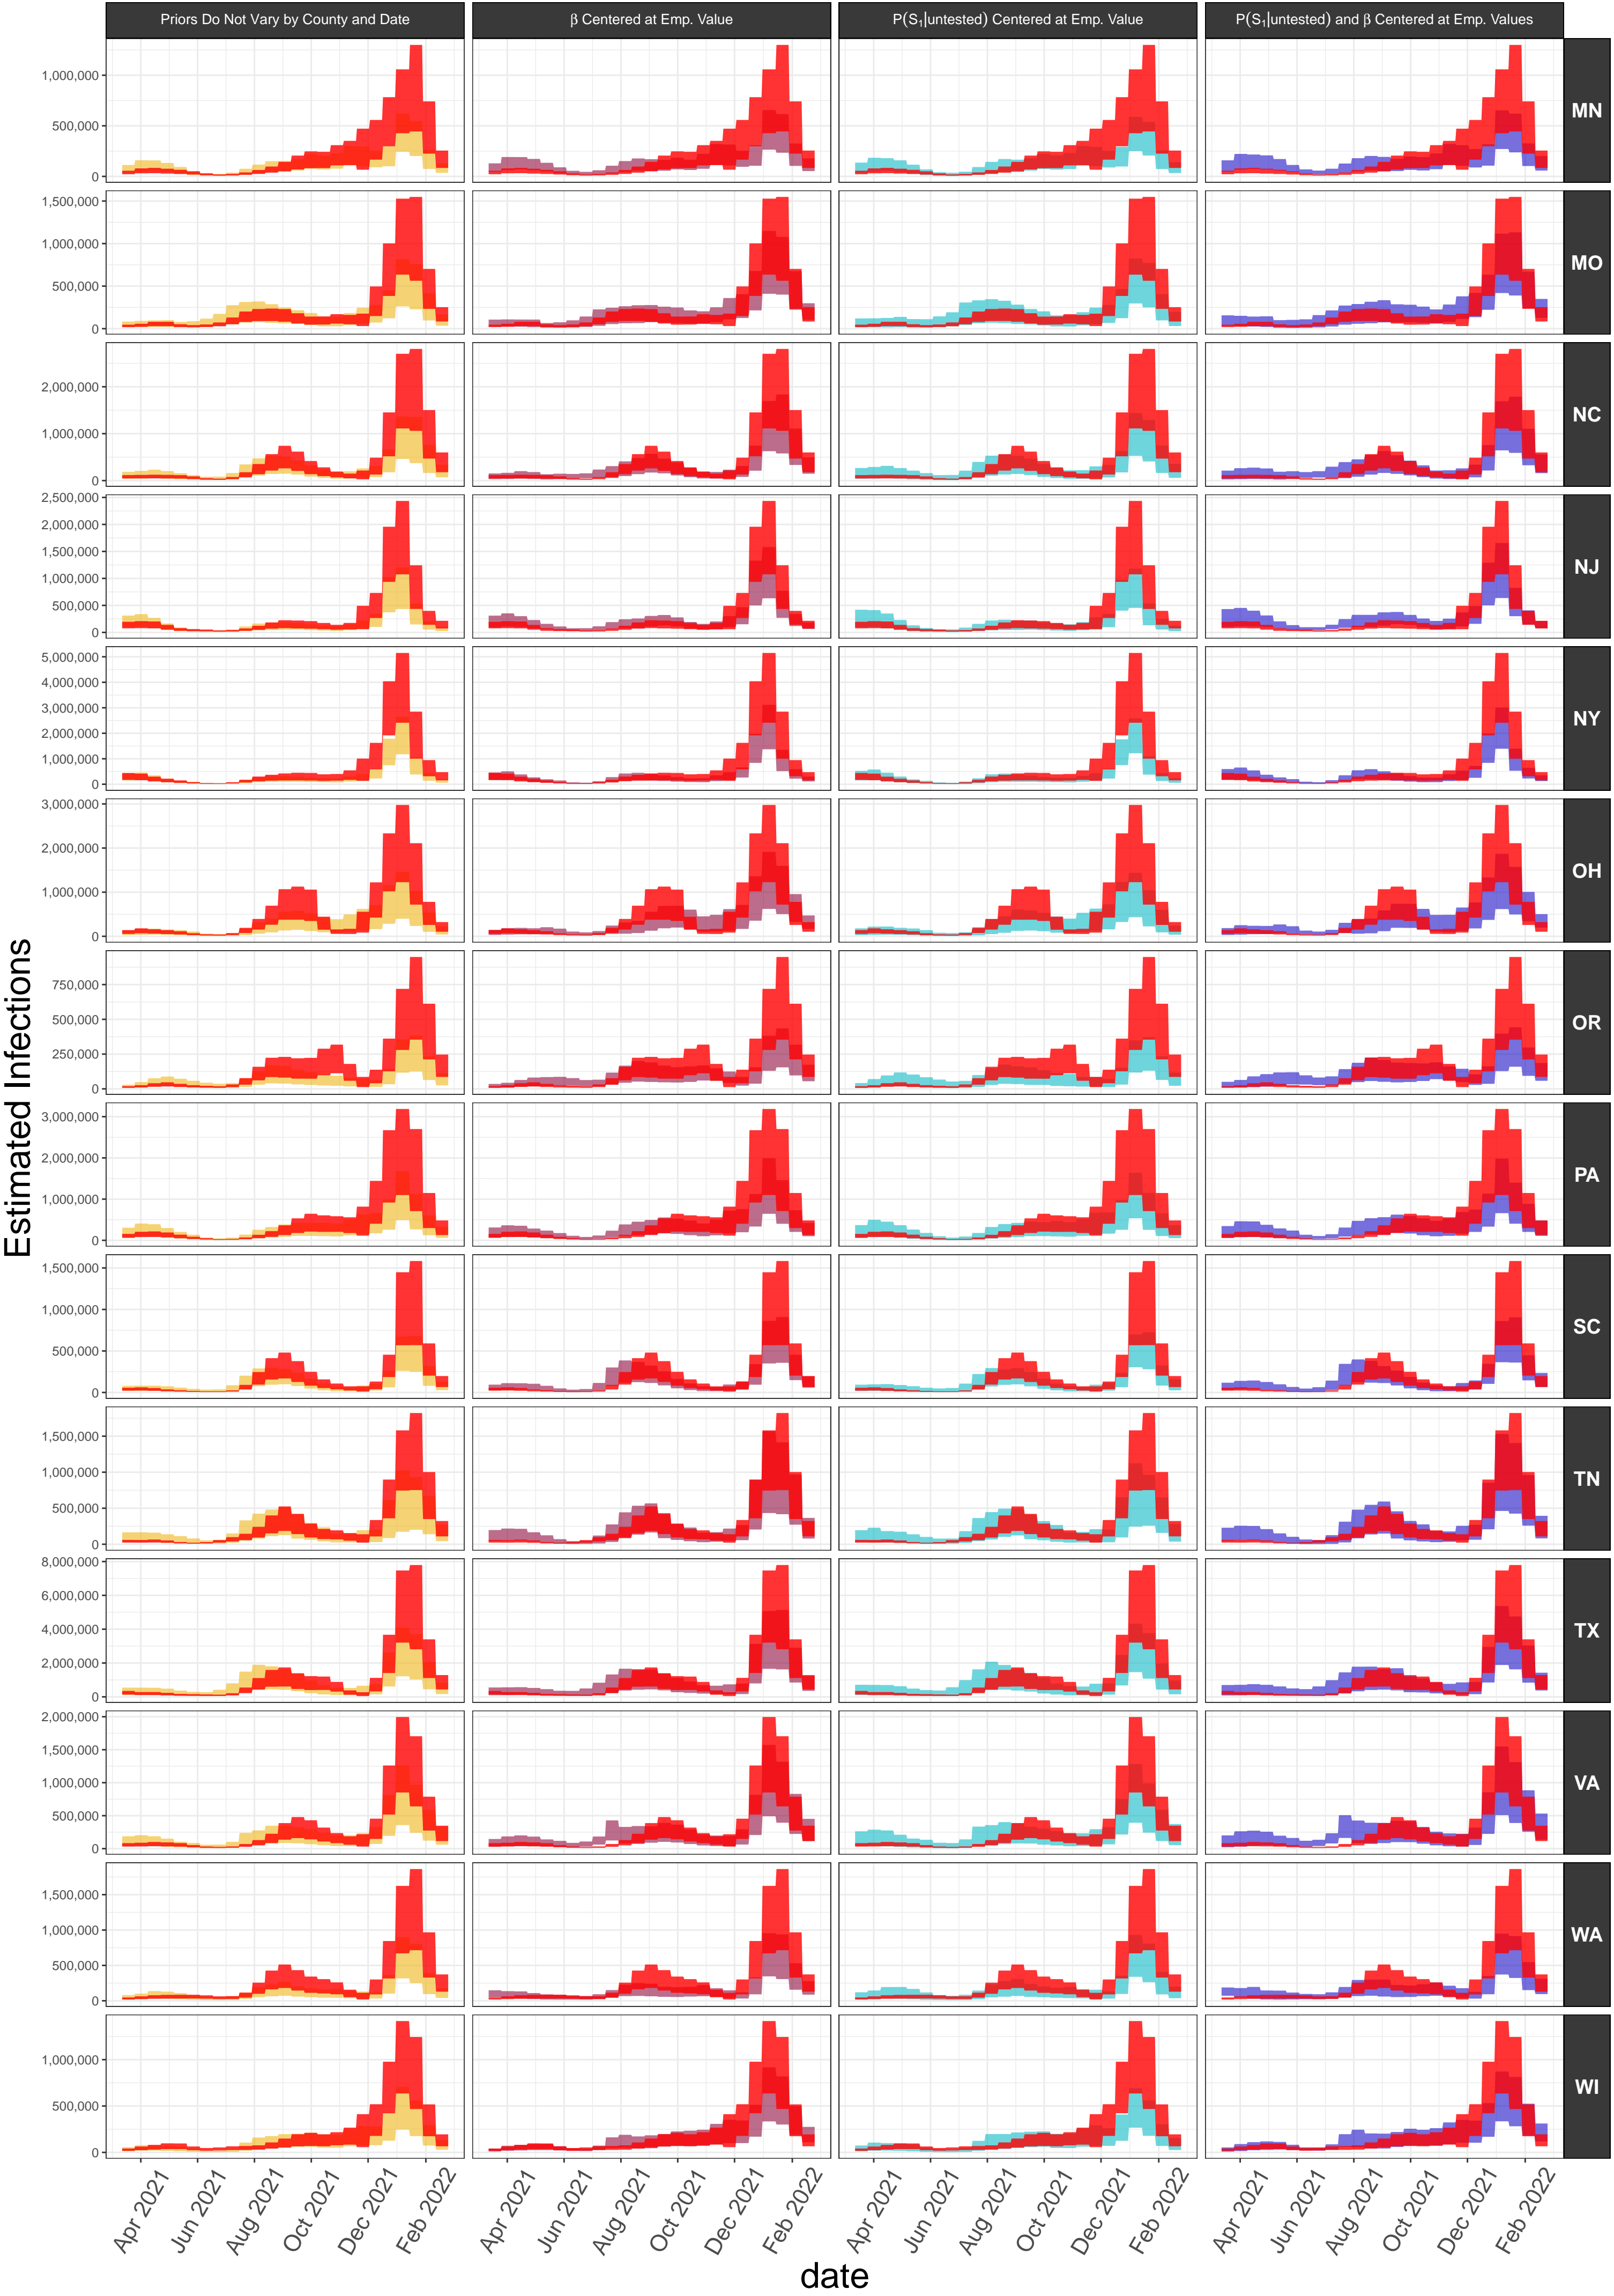 Priors Do Not Vary by County and Date
β Centered at Emp. Value
P(S₁|untested) Centered at Emp. Value
P(S₁|untested) and β Centered at Emp. Values
1,000,000
500,000
0
MN
1,500,000
1,000,000
500,000
0
MO
2,000,000
1,000,000
0
NC
2,500,000
2,000,000
1,500,000
1,000,000
500,000
0
NJ
5,000,000
4,000,000
3,000,000
2,000,000
1,000,000
0
NY
3,000,000
2,000,000
1,000,000
0
OH
750,000
500,000
250,000
0
OR
3,000,000
2,000,000
1,000,000
0
PA
1,500,000
1,000,000
500,000
0
SC
1,500,000
1,000,000
500,000
0
TN
8,000,000
6,000,000
4,000,000
2,000,000
0
TX
2,000,000
1,500,000
1,000,000
500,000
0
VA
1,500,000
1,000,000
500,000
0
WA
1,000,000
500,000
0
WI
Estimated Infections
Apr 2021
Jun 2021
Aug 2021
Oct 2021
Dec 2021
Feb 2022
Apr 2021
Jun 2021
Aug 2021
Oct 2021
Dec 2021
Feb 2022
Apr 2021
Jun 2021
Aug 2021
Oct 2021
Dec 2021
Feb 2022
Apr 2021
Jun 2021
Aug 2021
Oct 2021
Dec 2021
Feb 2022
date